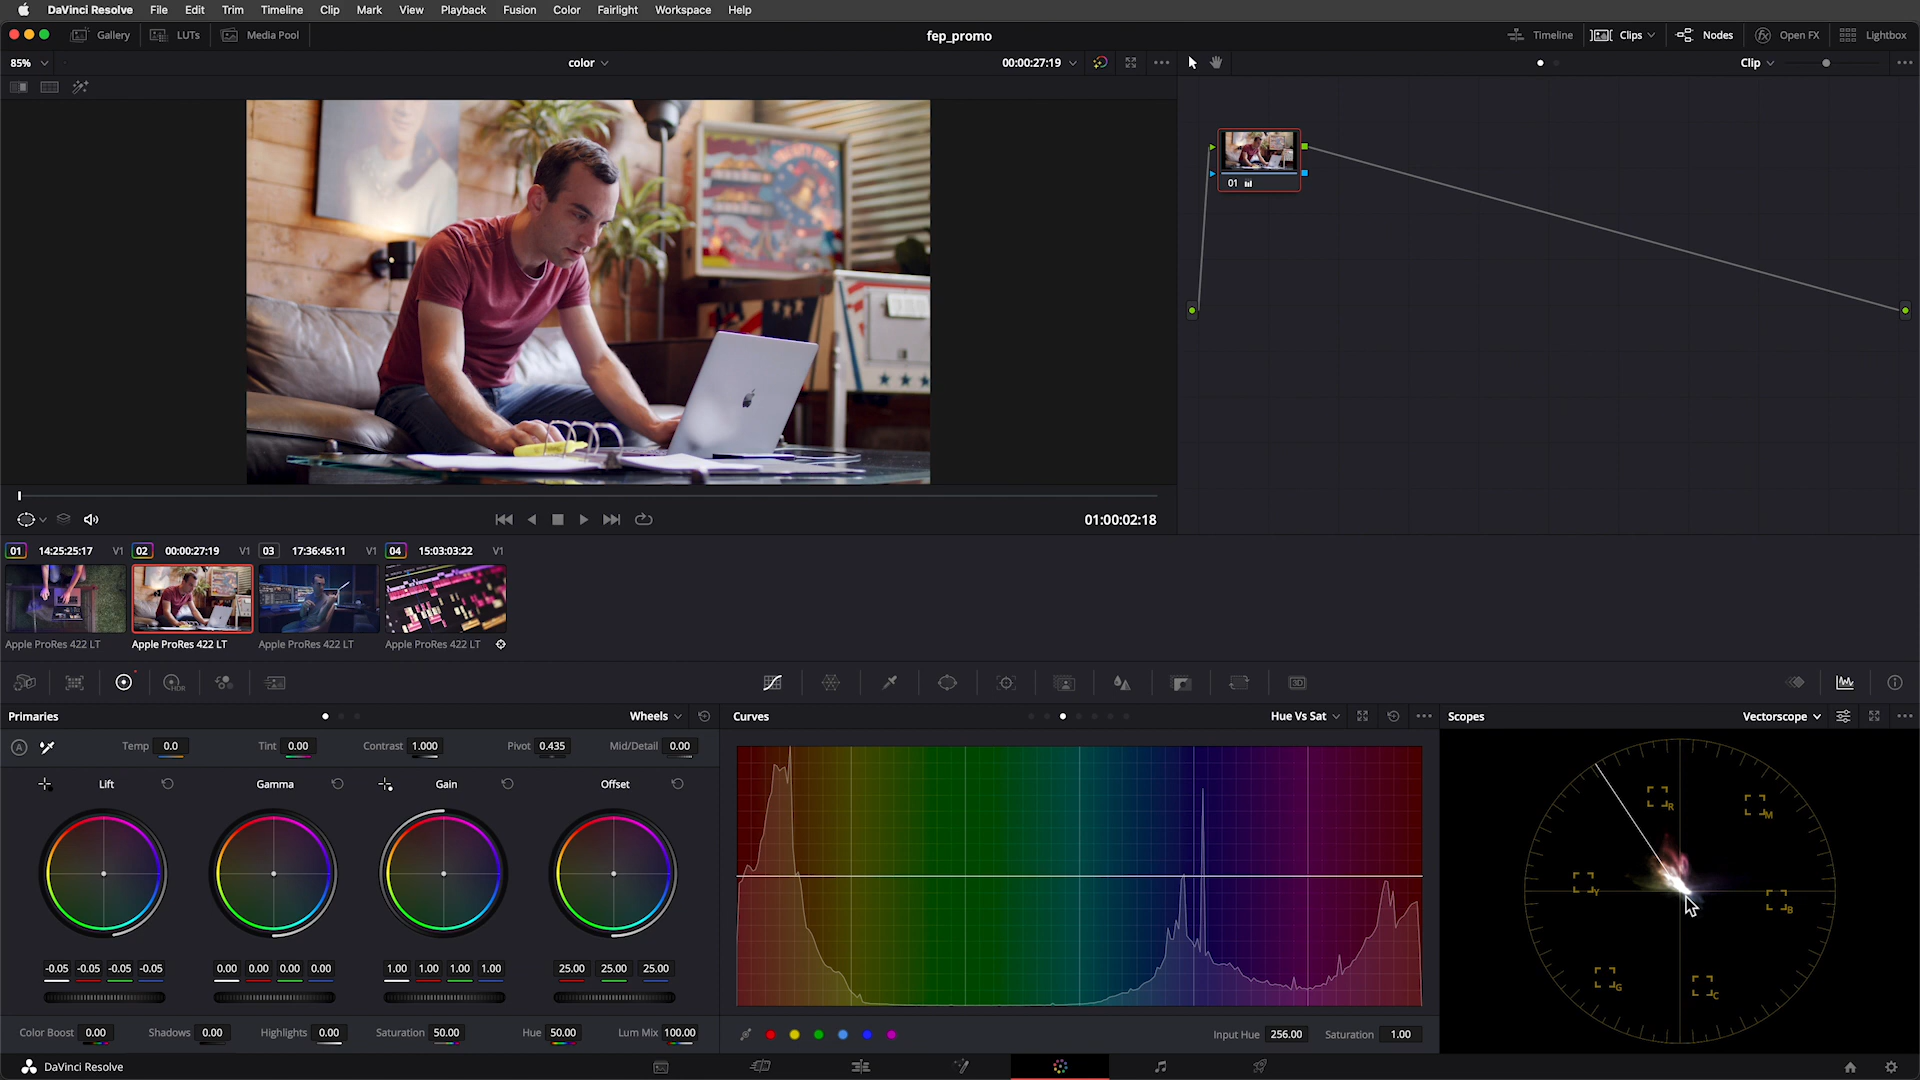 DaVinci Resolve File Edit Trim Timeline Clip Mark View Playback Fusion Color Fairlight Workspace Help
Gallery LUTs Media Pool fep_promo Timeline Clips Nodes Open FX Lightbox
85% color 00:00:27:19 Clip
01
01:00:02:18
01 14:25:25:17 V1 02 00:00:27:19 V1 03 17:36:45:11 V1 04 15:03:03:22 V1
Apple ProRes 422 LT Apple ProRes 422 LT Apple ProRes 422 LT Apple ProRes 422 LT
HDR 3D
Primaries Wheels Curves Hue Vs Sat Scopes Vectorscope
A Temp 0.0 Tint 0.00 Contrast 1.000 Pivot 0.435 Mid/Detail 0.00
Lift Gamma Gain Offset
R M
Y B
G C
-0.05 -0.05 -0.05 -0.05 0.00 0.00 0.00 0.00 1.00 1.00 1.00 1.00 25.00 25.00 25.00
Color Boost 0.00 Shadows 0.00 Highlights 0.00 Saturation 50.00 Hue 50.00 Lum Mix 100.00 Input Hue 256.00 Saturation 1.00
DaVinci Resolve